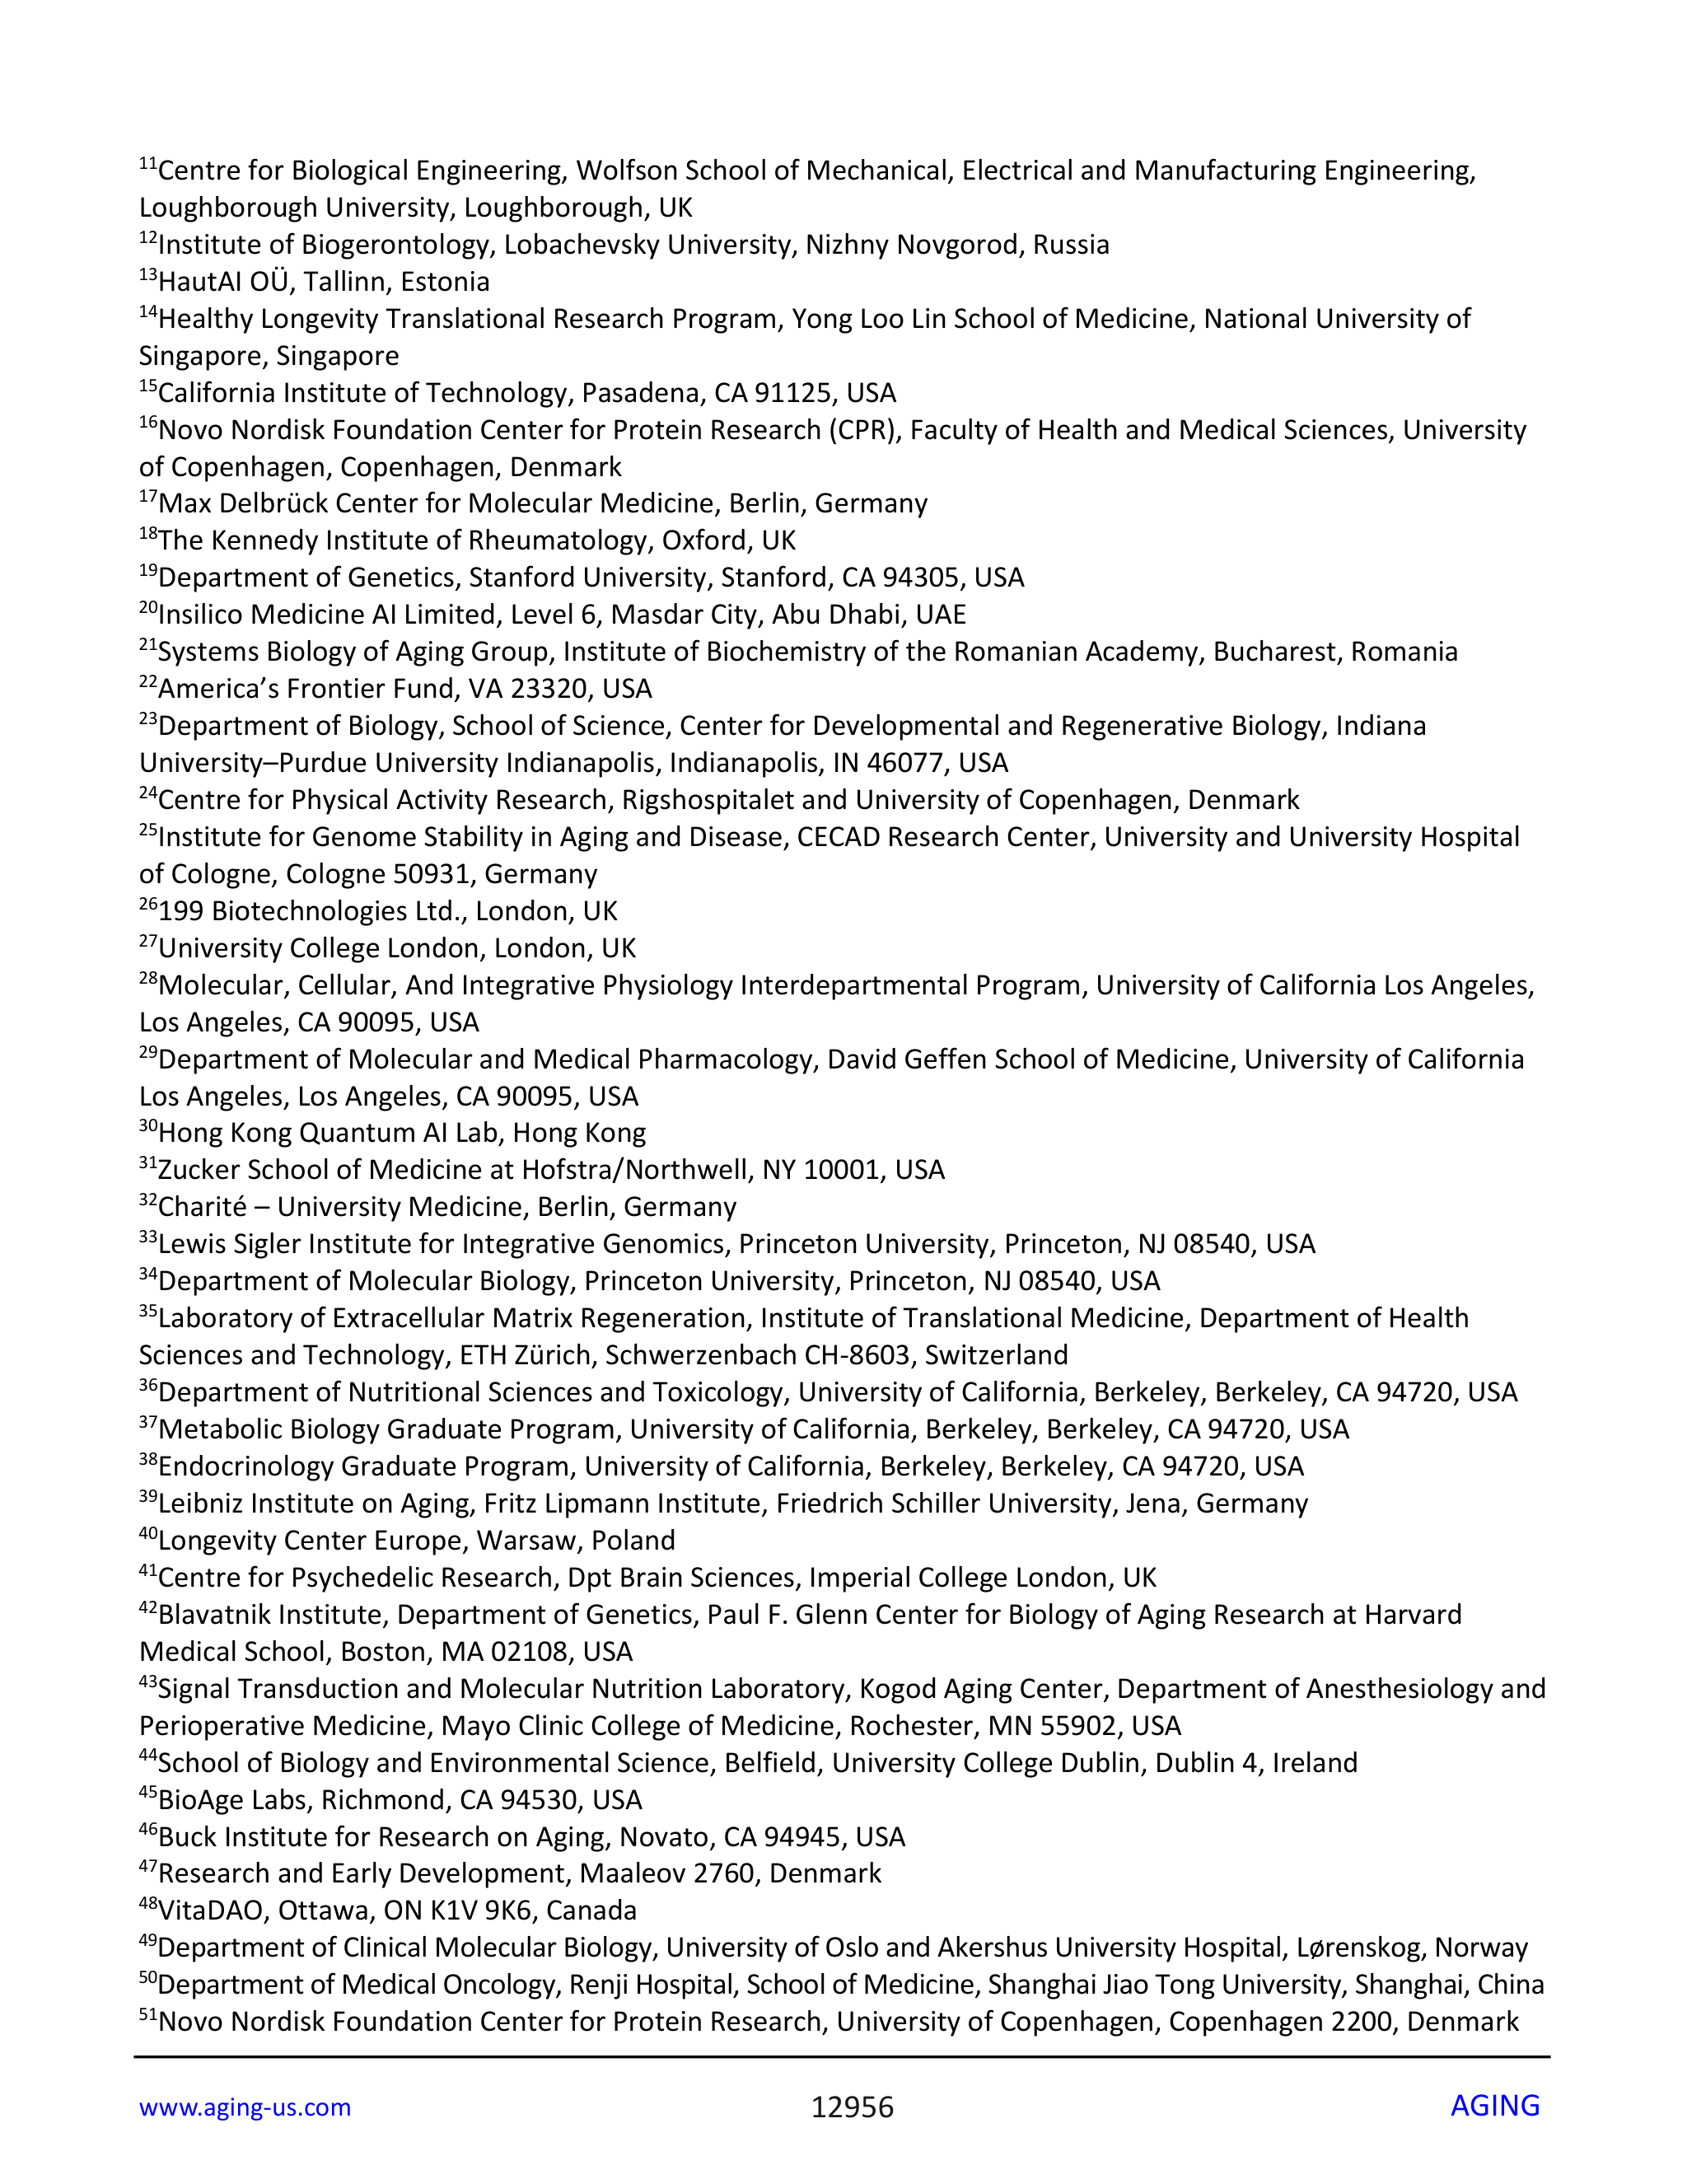 ¹¹Centre for Biological Engineering, Wolfson School of Mechanical, Electrical and Manufacturing Engineering,
Loughborough University, Loughborough, UK
¹²Institute of Biogerontology, Lobachevsky University, Nizhny Novgorod, Russia
¹³HautAI OÜ, Tallinn, Estonia
¹⁴Healthy Longevity Translational Research Program, Yong Loo Lin School of Medicine, National University of
Singapore, Singapore
¹⁵California Institute of Technology, Pasadena, CA 91125, USA
¹⁶Novo Nordisk Foundation Center for Protein Research (CPR), Faculty of Health and Medical Sciences, University
of Copenhagen, Copenhagen, Denmark
¹⁷Max Delbrück Center for Molecular Medicine, Berlin, Germany
¹⁸The Kennedy Institute of Rheumatology, Oxford, UK
¹⁹Department of Genetics, Stanford University, Stanford, CA 94305, USA
²⁰Insilico Medicine AI Limited, Level 6, Masdar City, Abu Dhabi, UAE
²¹Systems Biology of Aging Group, Institute of Biochemistry of the Romanian Academy, Bucharest, Romania
²²America’s Frontier Fund, VA 23320, USA
²³Department of Biology, School of Science, Center for Developmental and Regenerative Biology, Indiana
University–Purdue University Indianapolis, Indianapolis, IN 46077, USA
²⁴Centre for Physical Activity Research, Rigshospitalet and University of Copenhagen, Denmark
²⁵Institute for Genome Stability in Aging and Disease, CECAD Research Center, University and University Hospital
of Cologne, Cologne 50931, Germany
²⁶199 Biotechnologies Ltd., London, UK
²⁷University College London, London, UK
²⁸Molecular, Cellular, And Integrative Physiology Interdepartmental Program, University of California Los Angeles,
Los Angeles, CA 90095, USA
²⁹Department of Molecular and Medical Pharmacology, David Geffen School of Medicine, University of California
Los Angeles, Los Angeles, CA 90095, USA
³⁰Hong Kong Quantum AI Lab, Hong Kong
³¹Zucker School of Medicine at Hofstra/Northwell, NY 10001, USA
³²Charité – University Medicine, Berlin, Germany
³³Lewis Sigler Institute for Integrative Genomics, Princeton University, Princeton, NJ 08540, USA
³⁴Department of Molecular Biology, Princeton University, Princeton, NJ 08540, USA
³⁵Laboratory of Extracellular Matrix Regeneration, Institute of Translational Medicine, Department of Health
Sciences and Technology, ETH Zürich, Schwerzenbach CH-8603, Switzerland
³⁶Department of Nutritional Sciences and Toxicology, University of California, Berkeley, Berkeley, CA 94720, USA
³⁷Metabolic Biology Graduate Program, University of California, Berkeley, Berkeley, CA 94720, USA
³⁸Endocrinology Graduate Program, University of California, Berkeley, Berkeley, CA 94720, USA
³⁹Leibniz Institute on Aging, Fritz Lipmann Institute, Friedrich Schiller University, Jena, Germany
⁴⁰Longevity Center Europe, Warsaw, Poland
⁴¹Centre for Psychedelic Research, Dpt Brain Sciences, Imperial College London, UK
⁴²Blavatnik Institute, Department of Genetics, Paul F. Glenn Center for Biology of Aging Research at Harvard
Medical School, Boston, MA 02108, USA
⁴³Signal Transduction and Molecular Nutrition Laboratory, Kogod Aging Center, Department of Anesthesiology and
Perioperative Medicine, Mayo Clinic College of Medicine, Rochester, MN 55902, USA
⁴⁴School of Biology and Environmental Science, Belfield, University College Dublin, Dublin 4, Ireland
⁴⁵BioAge Labs, Richmond, CA 94530, USA
⁴⁶Buck Institute for Research on Aging, Novato, CA 94945, USA
⁴⁷Research and Early Development, Maaleov 2760, Denmark
⁴⁸VitaDAO, Ottawa, ON K1V 9K6, Canada
⁴⁹Department of Clinical Molecular Biology, University of Oslo and Akershus University Hospital, Lørenskog, Norway
⁵⁰Department of Medical Oncology, Renji Hospital, School of Medicine, Shanghai Jiao Tong University, Shanghai, China
⁵¹Novo Nordisk Foundation Center for Protein Research, University of Copenhagen, Copenhagen 2200, Denmark
www.aging-us.com 12956 AGING